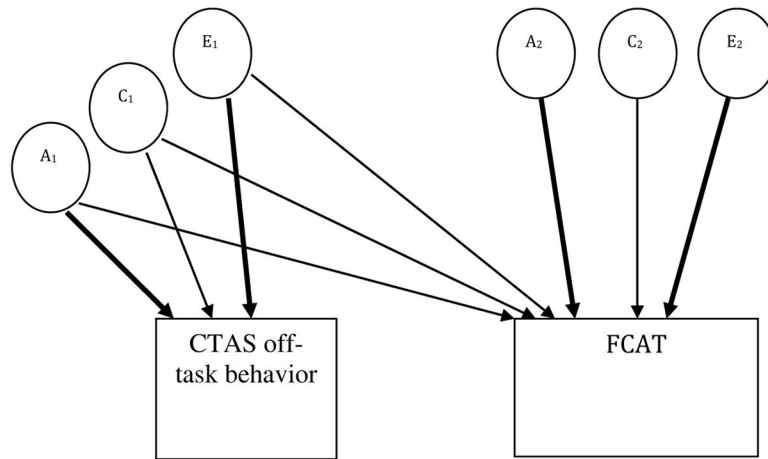 E₁
A₂
C₂
E₂
C₁
A₁
CTAS off-
task behavior
FCAT